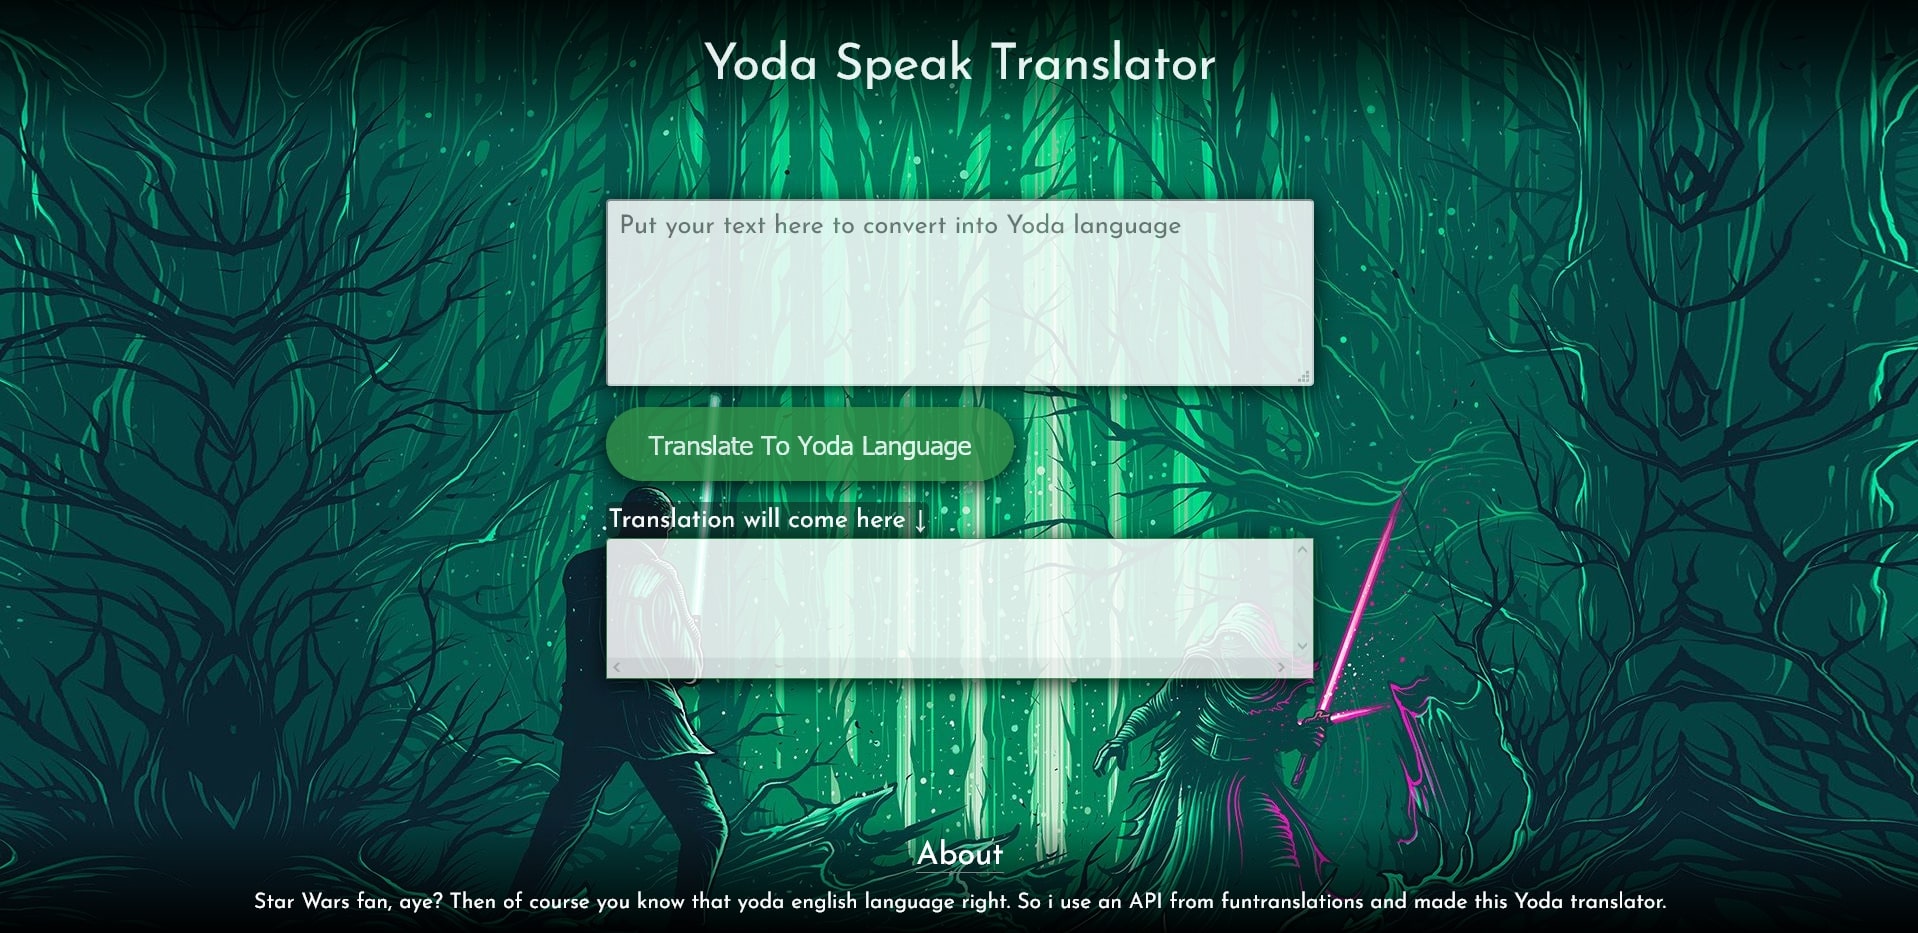 Yoda Speak Translator
Put your text here to convert into Yoda language
Translate To Yoda Language
Translation will come here ↓
About
Star Wars fan, aye? Then of course you know that yoda english language right. So i use an API from funtranslations and made this Yoda translator.